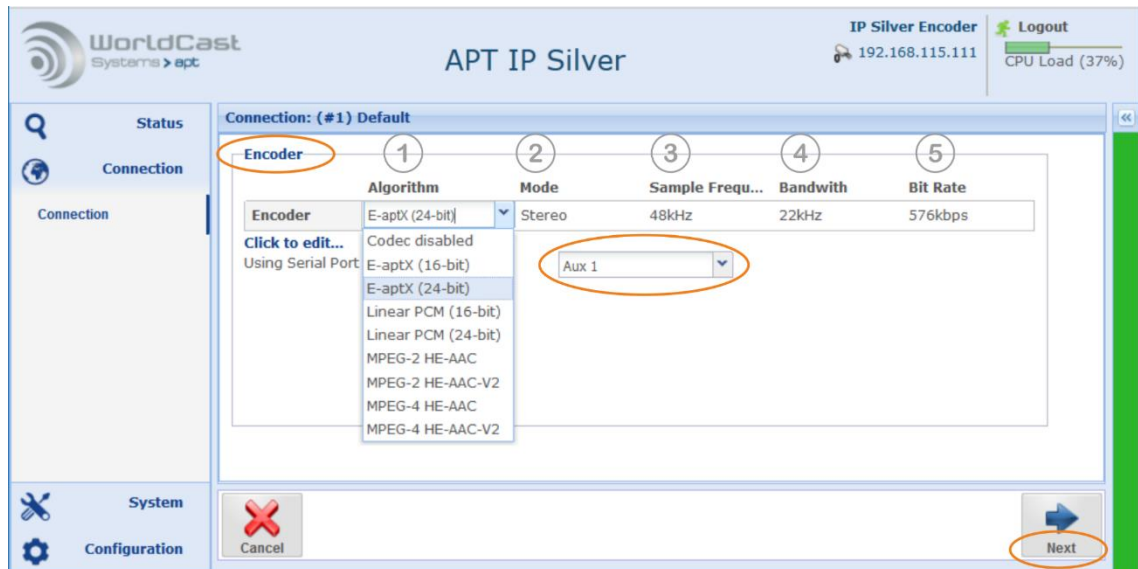 WorldCast
Systems > apt
APT IP Silver
IP Silver Encoder
192.168.115.111
Logout
CPU Load (37%)
Status
Connection
Connection
System
Configuration
Connection: (#1) Default
Encoder
1 2 3 4 5
Algorithm Mode Sample Frequ... Bandwith Bit Rate
Encoder E-aptX (24-bit) Stereo 48kHz 22kHz 576kbps
Click to edit...
Using Serial Port Aux 1
Codec disabled
E-aptX (16-bit)
E-aptX (24-bit)
Linear PCM (16-bit)
Linear PCM (24-bit)
MPEG-2 HE-AAC
MPEG-2 HE-AAC-V2
MPEG-4 HE-AAC
MPEG-4 HE-AAC-V2
Cancel
Next